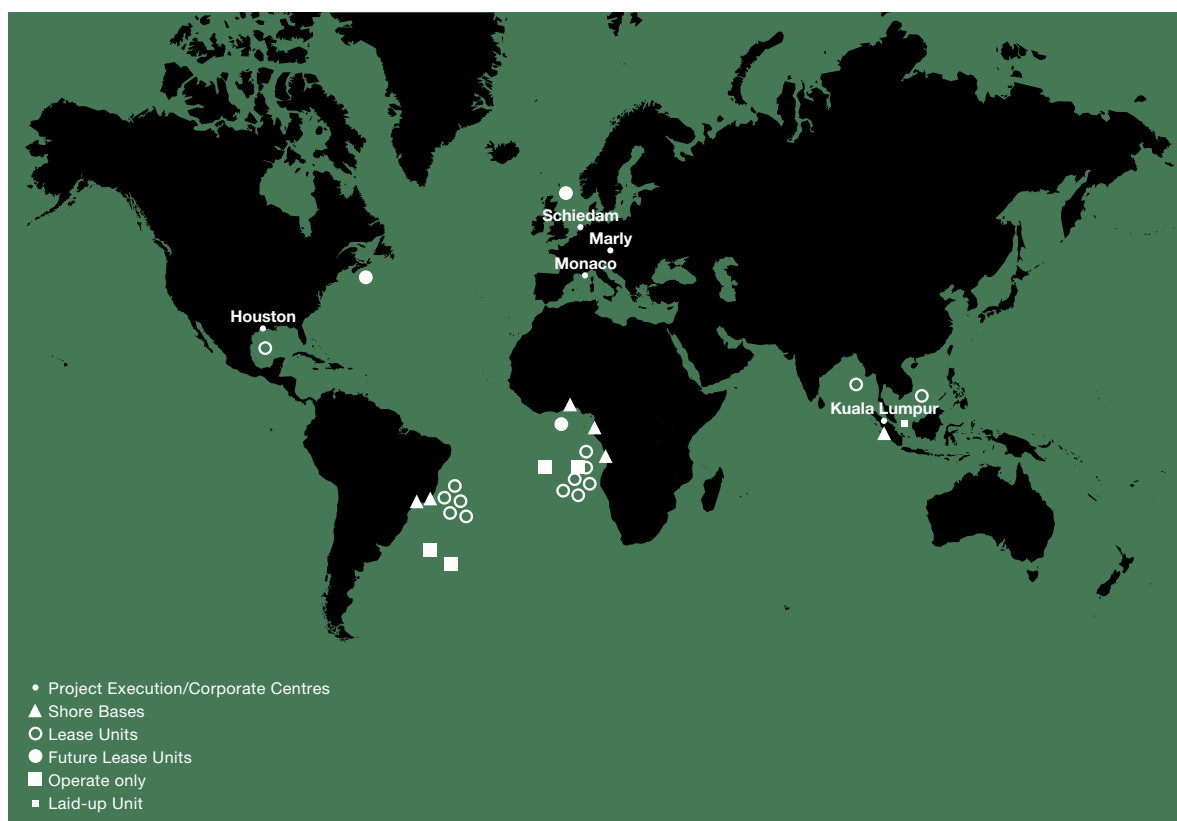 Schiedam
Marly
Monaco
Houston
Kuala Lumpur
Project Execution/Corporate Centres
Shore Bases
Lease Units
Future Lease Units
Operate only
Laid-up Unit